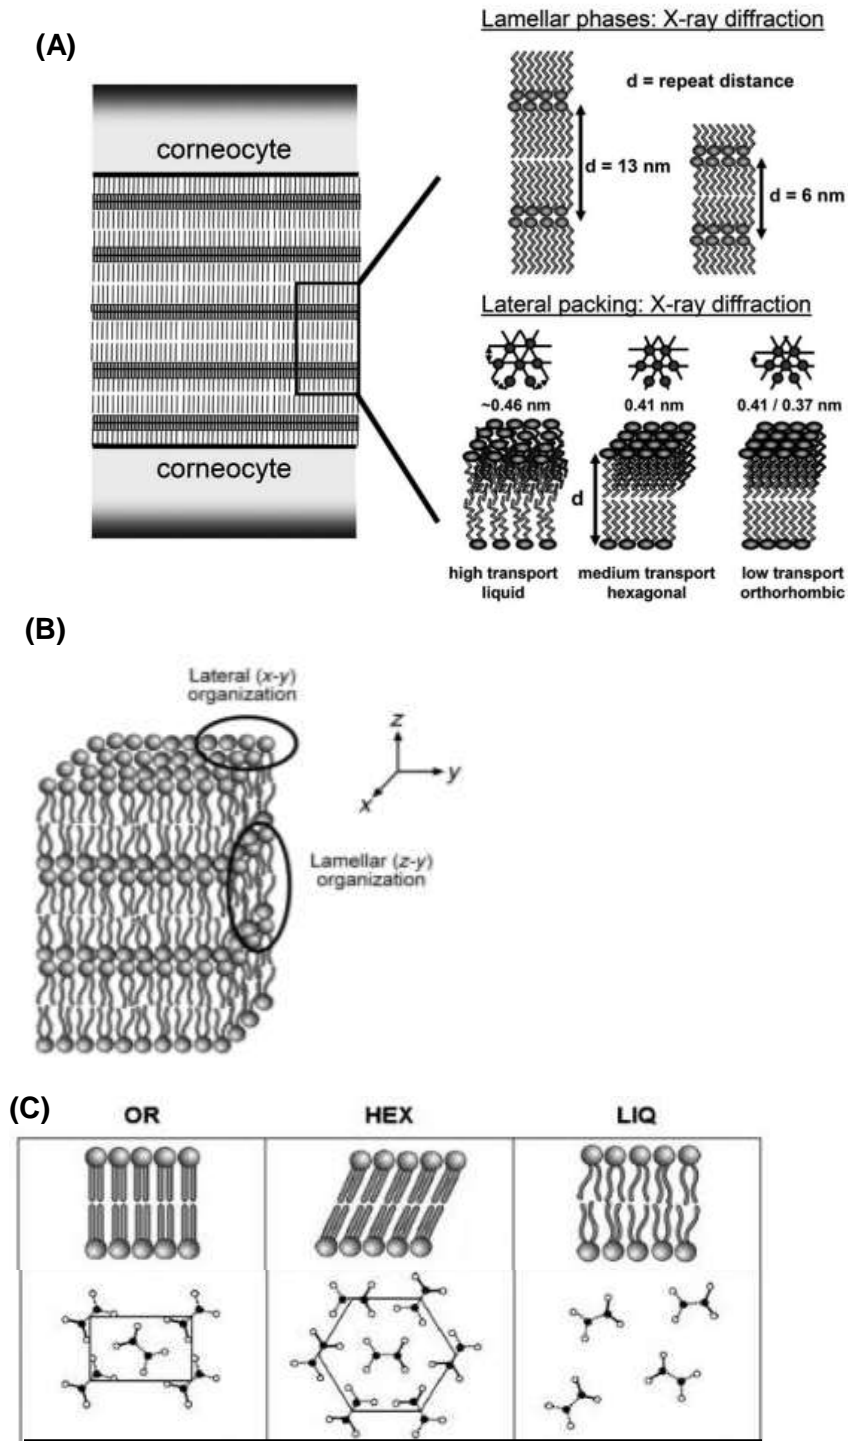 (A)
corneocyte
corneocyte
Lamellar phases: X-ray diffraction
d = repeat distance
d = 13 nm
d = 6 nm
Lateral packing: X-ray diffraction
~0.46 nm
0.41 nm
0.41 / 0.37 nm
d
high transport
liquid
medium transport
hexagonal
low transport
orthorhombic
(B)
Lateral (x-y)
organization
z
y
x
Lamellar (z-y)
organization
(C)
OR
HEX
LIQ